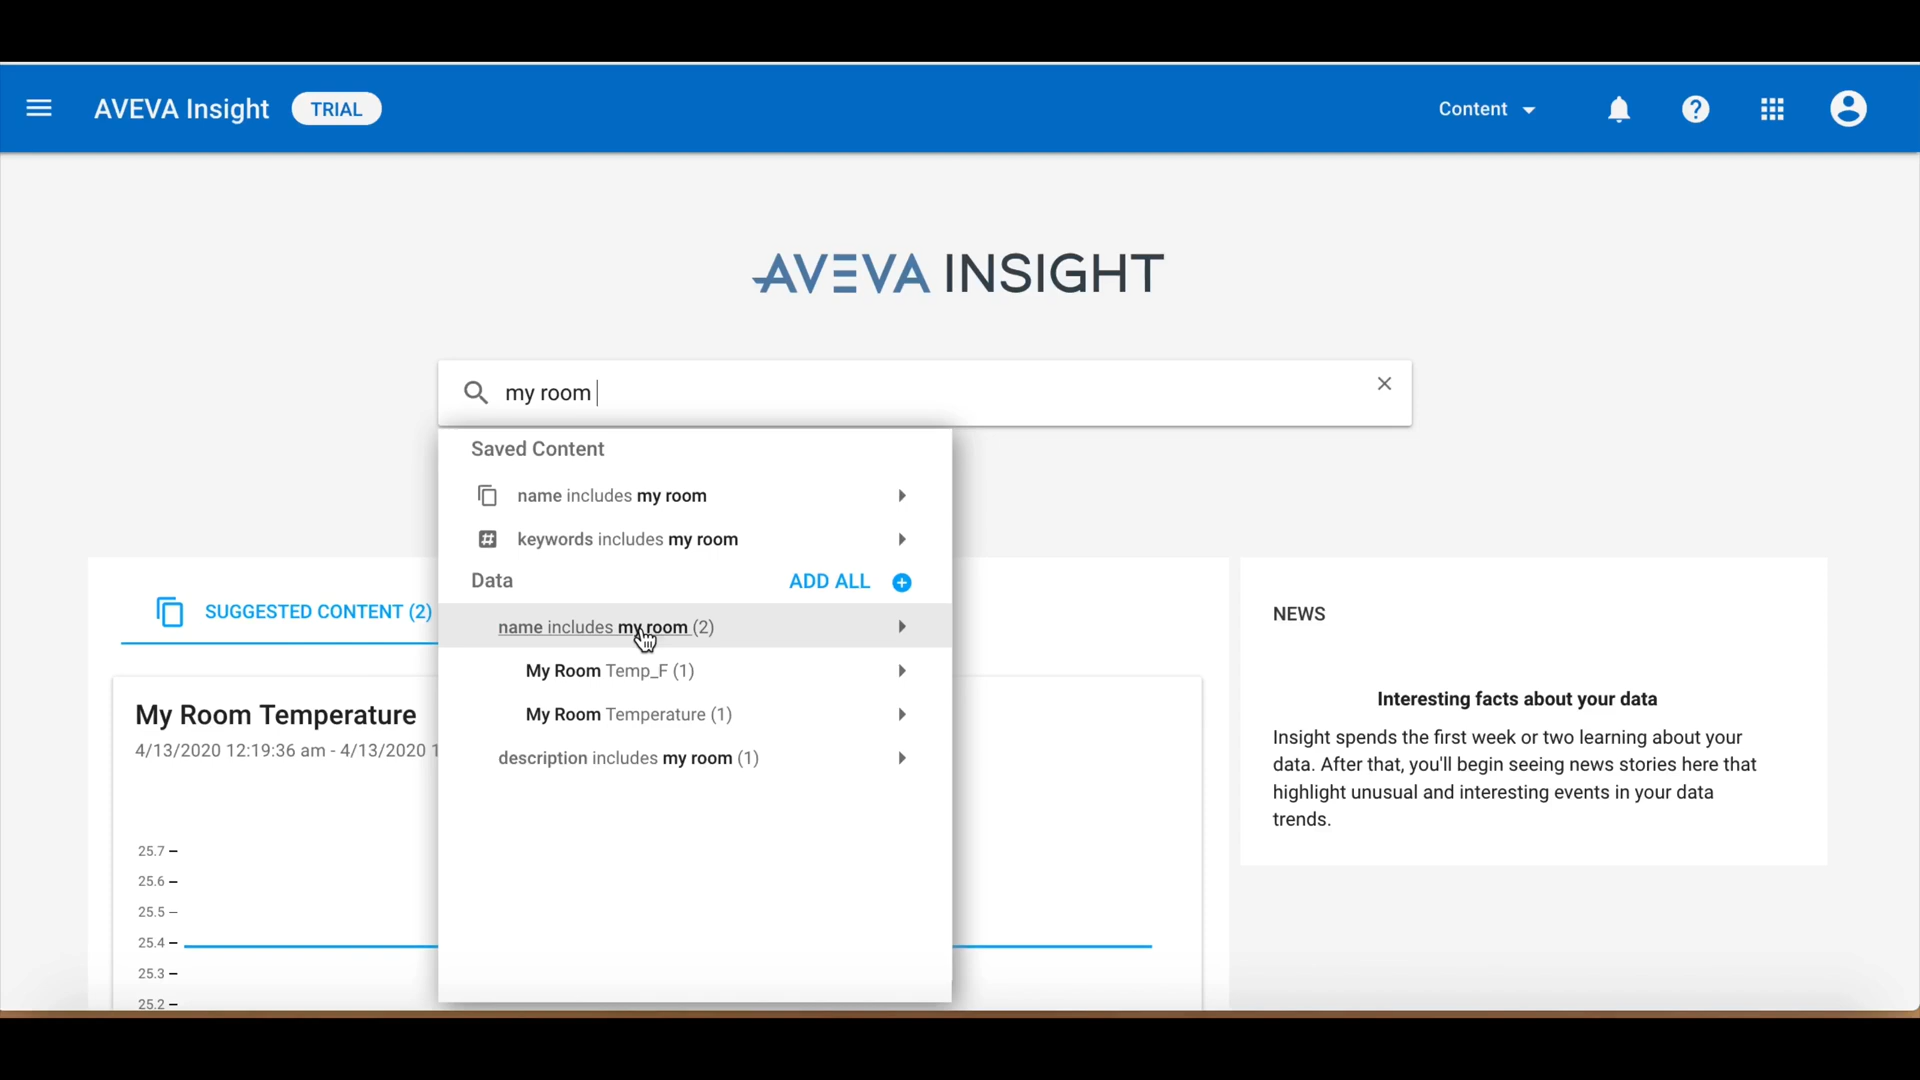 AVEVA Insight TRIAL Content
AVEVA INSIGHT
my room
Saved Content
name includes my room
keywords includes my room
Data ADD ALL
name includes my room (2)
My Room Temp_F (1)
My Room Temperature (1)
description includes my room (1)
SUGGESTED CONTENT (2)
My Room Temperature
4/13/2020 12:19:36 am - 4/13/2020 1
25.7
25.6
25.5
25.4
25.3
25.2
NEWS
Interesting facts about your data
Insight spends the first week or two learning about your
data. After that, you'll begin seeing news stories here that
highlight unusual and interesting events in your data
trends.